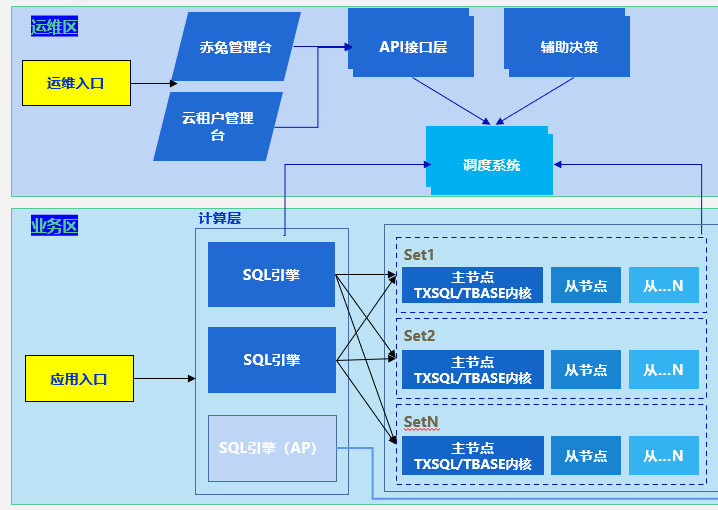 运维区
赤兔管理台
API接口层
辅助决策
运维入口
云租户管理
台
调度系统
业务区
计算层
Set1
SQL引擎
主节点
TXSQL/TBASE内核
从节点
从...N
Set2
SQL引擎
主节点
TXSQL/TBASE内核
从节点
从...N
应用入口
SetN
SQL引擎（AP）
主节点
TXSQL/TBASE内核
从节点
从...N